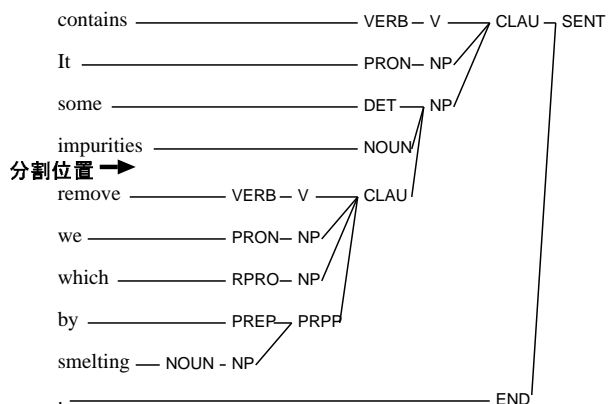 contains VERB V CLAU SENT
It PRON NP
some DET NP
impurities NOUN
分割位置
remove VERB V CLAU
we PRON NP
which RPRO NP
by PREP PRPP
smelting NOUN NP
. END